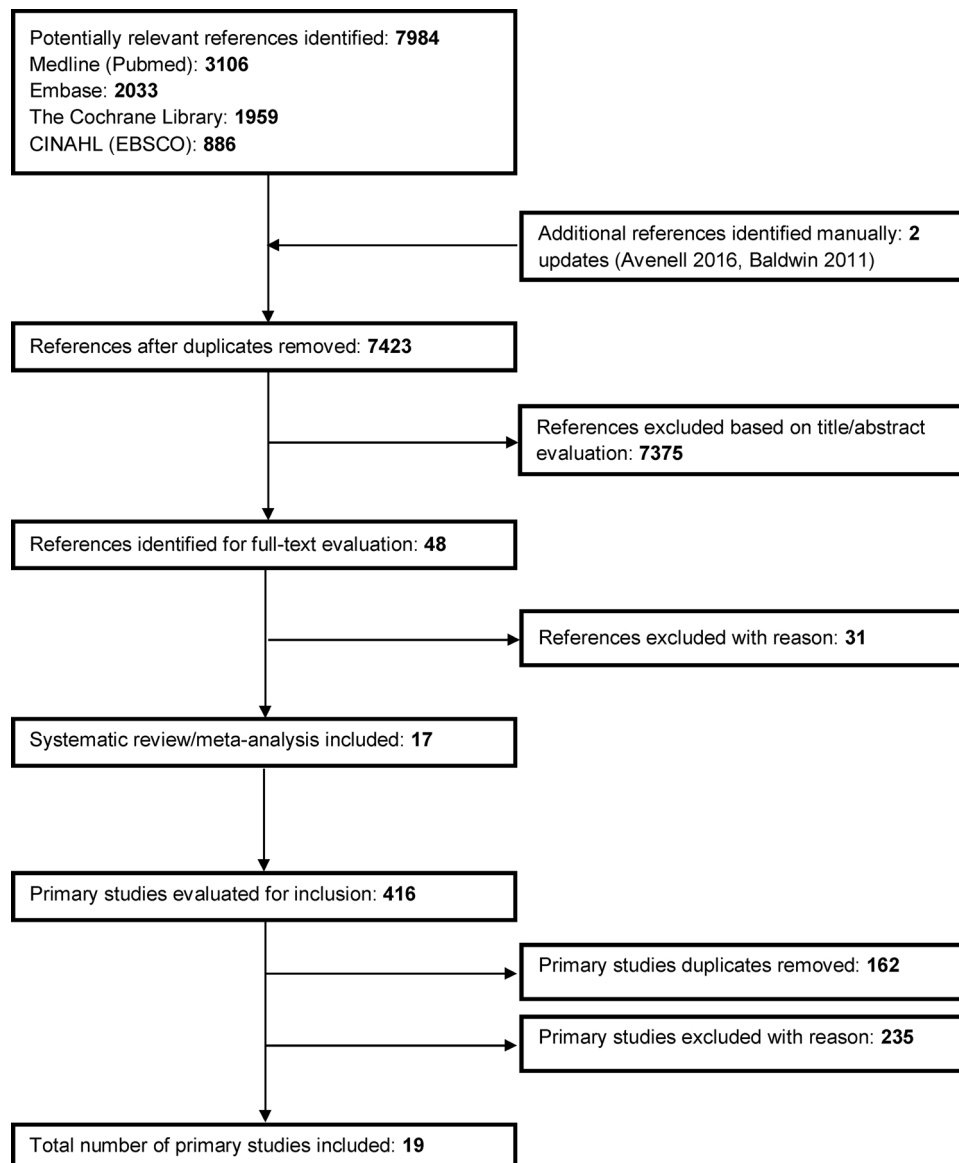 Potentially relevant references identified: 7984
Medline (Pubmed): 3106
Embase: 2033
The Cochrane Library: 1959
CINAHL (EBSCO): 886
Additional references identified manually: 2
updates (Avenell 2016, Baldwin 2011)
References after duplicates removed: 7423
References excluded based on title/abstract
evaluation: 7375
References identified for full-text evaluation: 48
References excluded with reason: 31
Systematic review/meta-analysis included: 17
Primary studies evaluated for inclusion: 416
Primary studies duplicates removed: 162
Primary studies excluded with reason: 235
Total number of primary studies included: 19